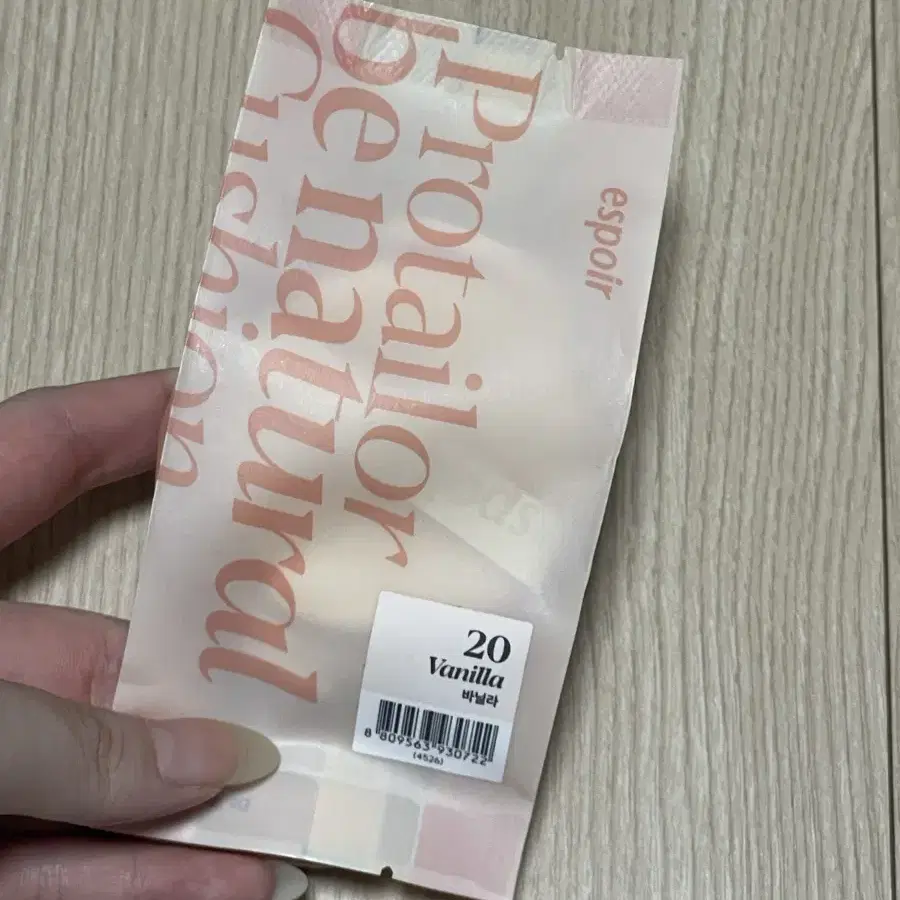 espoir
Protailor
be natural
Cushion
20
Vanilla
바닐라
8 809563 930722
(4526)